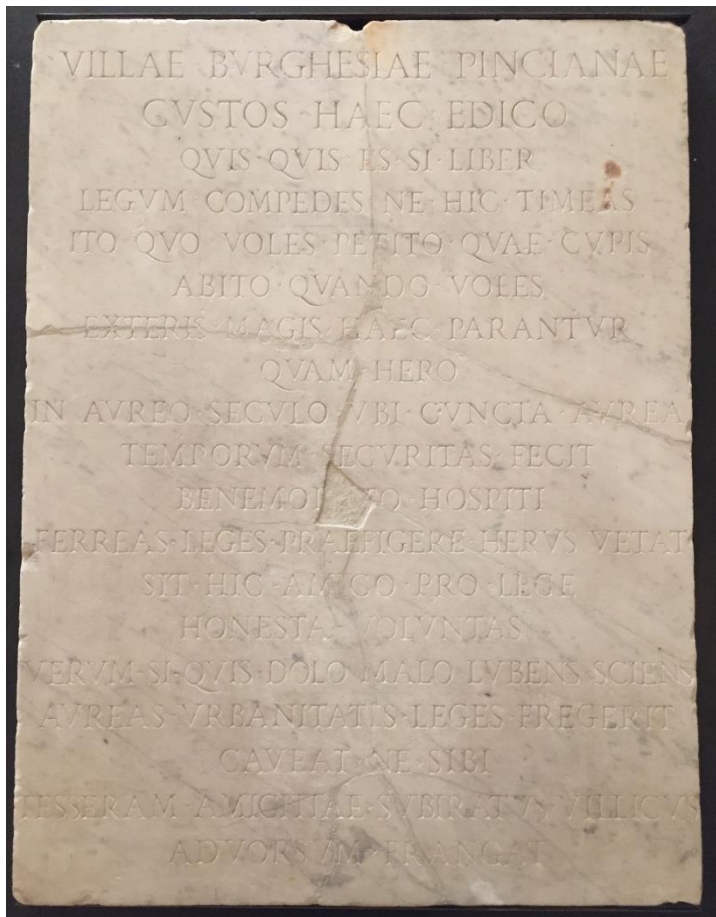 VILLAE BVRGHESIAE PINCIANAE
CVSTOS · HAEC · EDICO
QVIS · QVIS · ES · SI · LIBER
LEGVM COMPEDES · NE · HIC · TIMEAS
ITO · QVO · VOLES · PETITO · QVAE · CVPIS
ABITO · QVANDO · VOLES
EXTERIS · MAGIS · HAEC · PARANTVR
QVAM · HERO
IN AVREO · SECVLO · VBI · CVNCTA · AVREA
TEMPORVM SECVRITAS · FECIT
HOSPITI
FERREAS · LEGES · PRAEFIGERE · HERVS VETAT
SIT · HIC · AMICO · PRO · LEGE
HONESTA VOLVNTAS
VERVM · SI · QVIS · DOLO MALO LVBENS · SCIENS
AVREAS · VRBANITATIS · LEGES FREGERIT
CAVEAT · NE · SIBI
TESSERAM AMICITIAE · SVBIRATVS · VILLICVS
ADVORSVM · FRANGAT